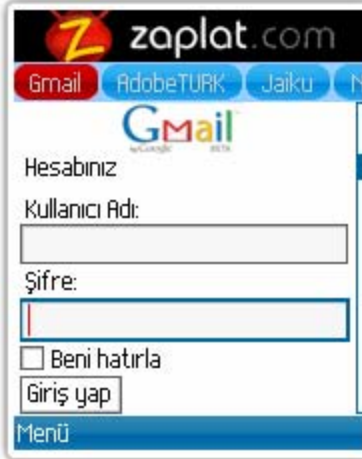 Z zaplat.com
Gmail AdobeTURK Jaiku
Gmail
by Google BETA
Hesabınız
Kullanıcı Adı:
Şifre:
Beni hatırla
Giriş yap
Menü